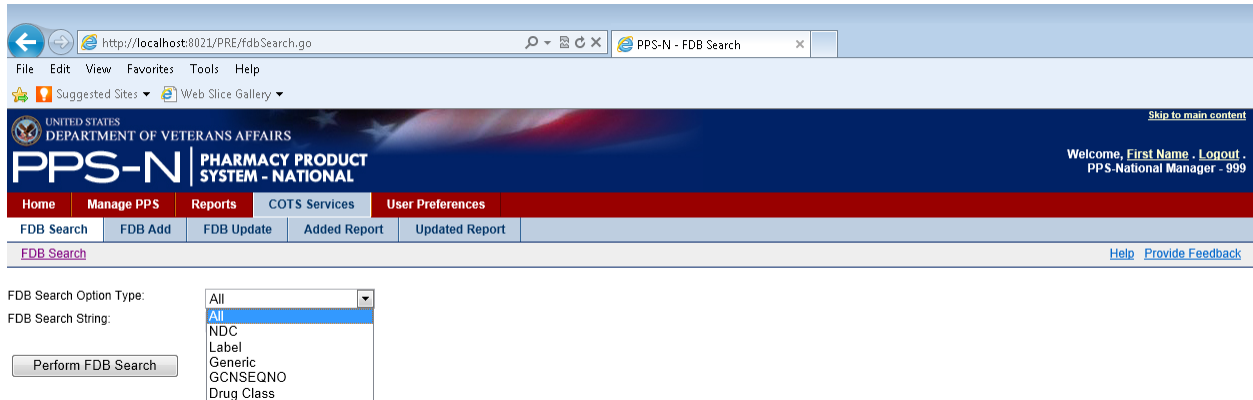 http://localhost:8021/PRE/fdbSearch.go
PPS-N - FDB Search
File Edit View Favorites Tools Help
Suggested Sites Web Slice Gallery
Skip to main content
UNITED STATES
DEPARTMENT OF VETERANS AFFAIRS
PPS-N PHARMACY PRODUCT
SYSTEM - NATIONAL
Welcome, First Name . Logout .
PPS-National Manager - 999
Home Manage PPS Reports COTS Services User Preferences
FDB Search FDB Add FDB Update Added Report Updated Report
FDB Search Help Provide Feedback
FDB Search Option Type: All
FDB Search String: All
NDC
Label
Perform FDB Search Generic
GCNSEQNO
Drug Class